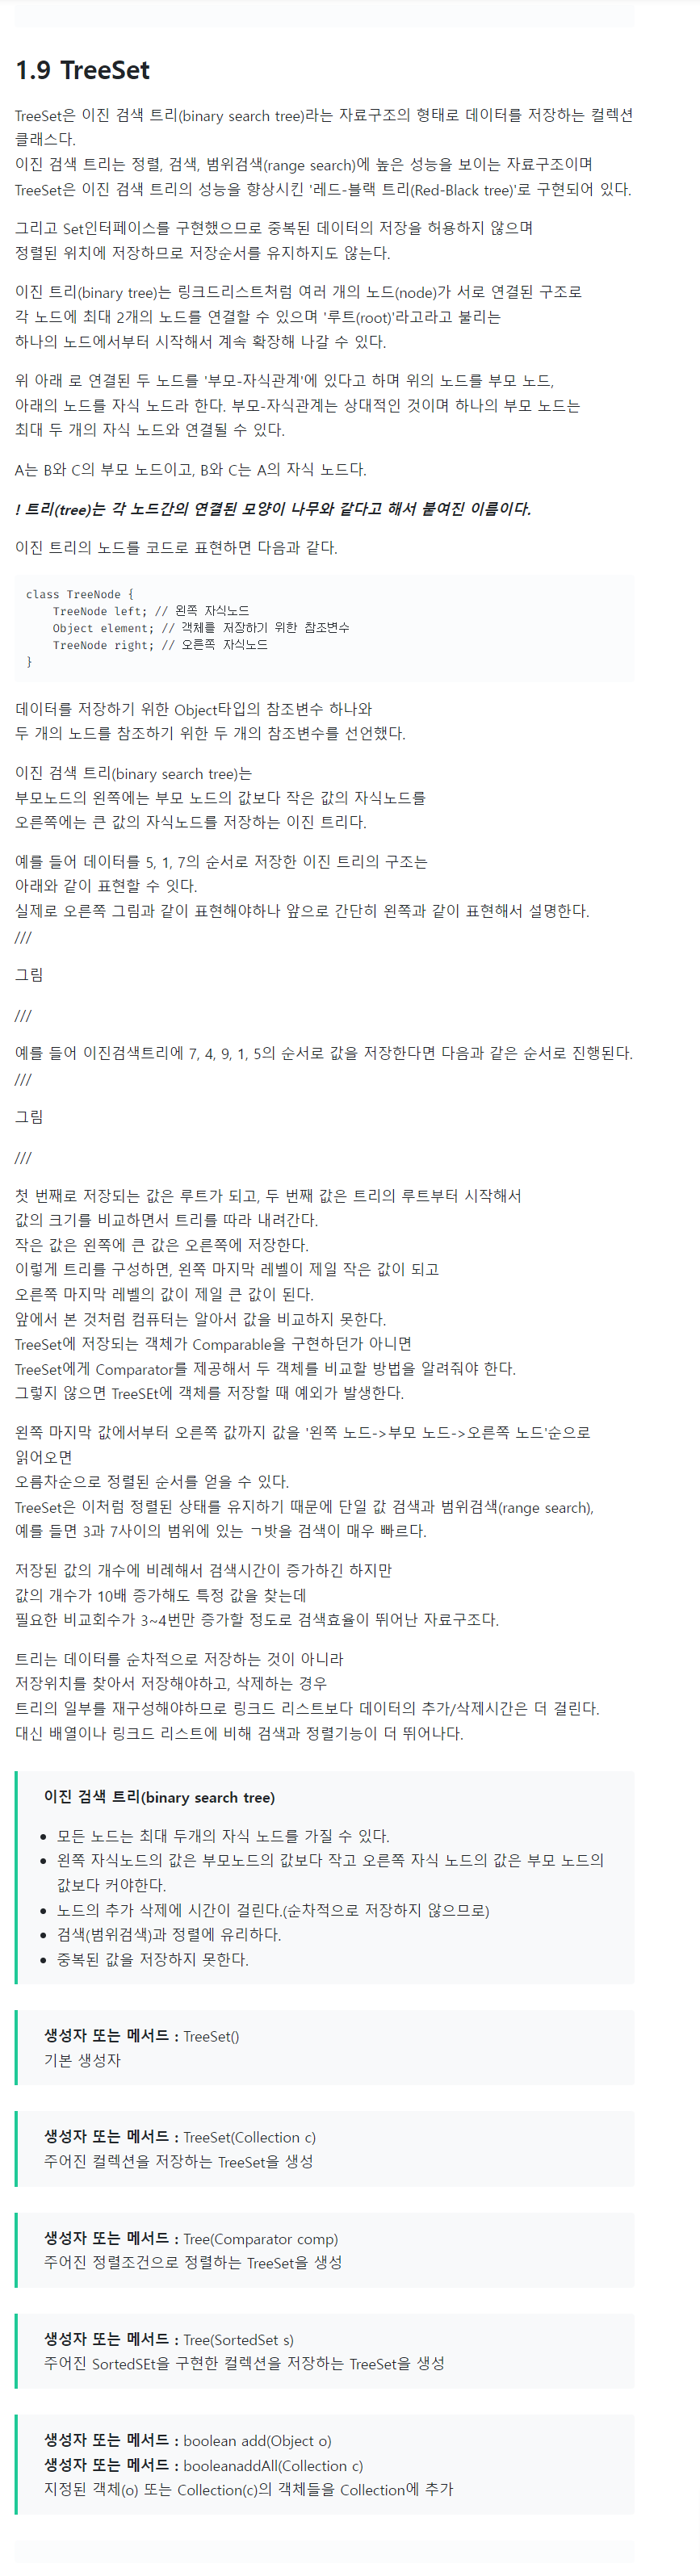 1.9 TreeSet
TreeSet은 이진 검색 트리(binary search tree)라는 자료구조의 형태로 데이터를 저장하는 컬렉션
클래스다.
이진 검색 트리는 정렬, 검색, 범위검색(range search)에 높은 성능을 보이는 자료구조이며
TreeSet은 이진 검색 트리의 성능을 향상시킨 '레드-블랙 트리(Red-Black tree)'로 구현되어 있다.
그리고 Set인터페이스를 구현했으므로 중복된 데이터의 저장을 허용하지 않으며
정렬된 위치에 저장하므로 저장순서를 유지하지도 않는다.
이진 트리(binary tree)는 링크드리스트처럼 여러 개의 노드(node)가 서로 연결된 구조로
각 노드에 최대 2개의 노드를 연결할 수 있으며 '루트(root)'라고라고 불리는
하나의 노드에서부터 시작해서 계속 확장해 나갈 수 있다.
위 아래 로 연결된 두 노드를 '부모-자식관계'에 있다고 하며 위의 노드를 부모 노드,
아래의 노드를 자식 노드라 한다. 부모-자식관계는 상대적인 것이며 하나의 부모 노드는
최대 두 개의 자식 노드와 연결될 수 있다.
A는 B와 C의 부모 노드이고, B와 C는 A의 자식 노드다.
! 트리(tree)는 각 노드간의 연결된 모양이 나무와 같다고 해서 붙여진 이름이다.
이진 트리의 노드를 코드로 표현하면 다음과 같다.
class TreeNode {
TreeNode left; // 왼쪽 자식노드
Object element; // 객체를 저장하기 위한 참조변수
TreeNode right; // 오른쪽 자식노드
}
데이터를 저장하기 위한 Object타입의 참조변수 하나와
두 개의 노드를 참조하기 위한 두 개의 참조변수를 선언했다.
이진 검색 트리(binary search tree)는
부모노드의 왼쪽에는 부모 노드의 값보다 작은 값의 자식노드를
오른쪽에는 큰 값의 자식노드를 저장하는 이진 트리다.
예를 들어 데이터를 5, 1, 7의 순서로 저장한 이진 트리의 구조는
아래와 같이 표현할 수 잇다.
실제로 오른쪽 그림과 같이 표현해야하나 앞으로 간단히 왼쪽과 같이 표현해서 설명한다.
///
그림
///
예를 들어 이진검색트리에 7, 4, 9, 1, 5의 순서로 값을 저장한다면 다음과 같은 순서로 진행된다.
///
그림
///
첫 번째로 저장되는 값은 루트가 되고, 두 번째 값은 트리의 루트부터 시작해서
값의 크기를 비교하면서 트리를 따라 내려간다.
작은 값은 왼쪽에 큰 값은 오른쪽에 저장한다.
이렇게 트리를 구성하면, 왼쪽 마지막 레벨이 제일 작은 값이 되고
오른쪽 마지막 레벨의 값이 제일 큰 값이 된다.
앞에서 본 것처럼 컴퓨터는 알아서 값을 비교하지 못한다.
TreeSet에 저장되는 객체가 Comparable을 구현하던가 아니면
TreeSet에게 Comparator를 제공해서 두 객체를 비교할 방법을 알려줘야 한다.
그렇지 않으면 TreeSEt에 객체를 저장할 때 예외가 발생한다.
왼쪽 마지막 값에서부터 오른쪽 값까지 값을 '왼쪽 노드->부모 노드->오른쪽 노드'순으로
읽어오면
오름차순으로 정렬된 순서를 얻을 수 있다.
TreeSet은 이처럼 정렬된 상태를 유지하기 때문에 단일 값 검색과 범위검색(range search),
예를 들면 3과 7사이의 범위에 있는 ㄱ밧을 검색이 매우 빠르다.
저장된 값의 개수에 비례해서 검색시간이 증가하긴 하지만
값의 개수가 10배 증가해도 특정 값을 찾는데
필요한 비교회수가 3~4번만 증가할 정도로 검색효율이 뛰어난 자료구조다.
트리는 데이터를 순차적으로 저장하는 것이 아니라
저장위치를 찾아서 저장해야하고, 삭제하는 경우
트리의 일부를 재구성해야하므로 링크드 리스트보다 데이터의 추가/삭제시간은 더 걸린다.
대신 배열이나 링크드 리스트에 비해 검색과 정렬기능이 더 뛰어나다.
이진 검색 트리(binary search tree)
• 모든 노드는 최대 두개의 자식 노드를 가질 수 있다.
• 왼쪽 자식노드의 값은 부모노드의 값보다 작고 오른쪽 자식 노드의 값은 부모 노드의
값보다 커야한다.
• 노드의 추가 삭제에 시간이 걸린다.(순차적으로 저장하지 않으므로)
• 검색(범위검색)과 정렬에 유리하다.
• 중복된 값을 저장하지 못한다.
생성자 또는 메서드 : TreeSet()
기본 생성자
생성자 또는 메서드 : TreeSet(Collection c)
주어진 컬렉션을 저장하는 TreeSet을 생성
생성자 또는 메서드 : Tree(Comparator comp)
주어진 정렬조건으로 정렬하는 TreeSet을 생성
생성자 또는 메서드 : Tree(SortedSet s)
주어진 SortedSEt을 구현한 컬렉션을 저장하는 TreeSet을 생성
생성자 또는 메서드 : boolean add(Object o)
생성자 또는 메서드 : booleanaddAll(Collection c)
지정된 객체(o) 또는 Collection(c)의 객체들을 Collection에 추가